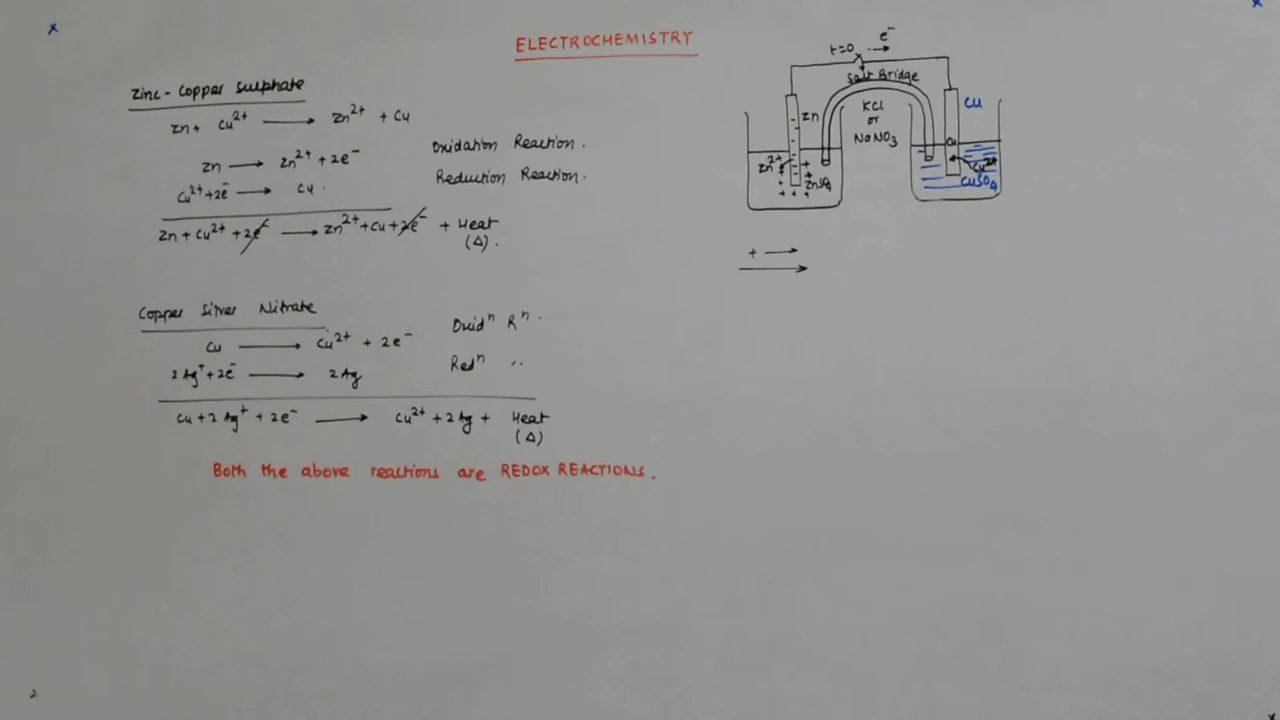 ELECTROCHEMISTRY
Zinc - Copper Sulphate
Zn + Cu²⁺ → Zn²⁺ + Cu
Zn → Zn²⁺ + 2e⁻ Oxidation Reaction.
Cu²⁺ + 2e⁻ → Cu. Reduction Reaction.
Zn + Cu²⁺ + 2e⁻ → Zn²⁺ + Cu + 2e⁻ + Heat
(Δ).
Copper Silver Nitrate
Cu → Cu²⁺ + 2e⁻ Oxidⁿ Rⁿ.
2Ag⁺ + 2e⁻ → 2Ag Redⁿ ,,
Cu + 2Ag⁺ + 2e⁻ → Cu²⁺ + 2Ag + Heat
(Δ)
Both the above reactions are REDOX REACTIONS.
e⁻
t=0 →
Salt Bridge
Zn
KCl
or
NaNO3
Cu
Cu
Zn²⁺
ZnSO4
Cu²⁺
CuSO4
+ →
→